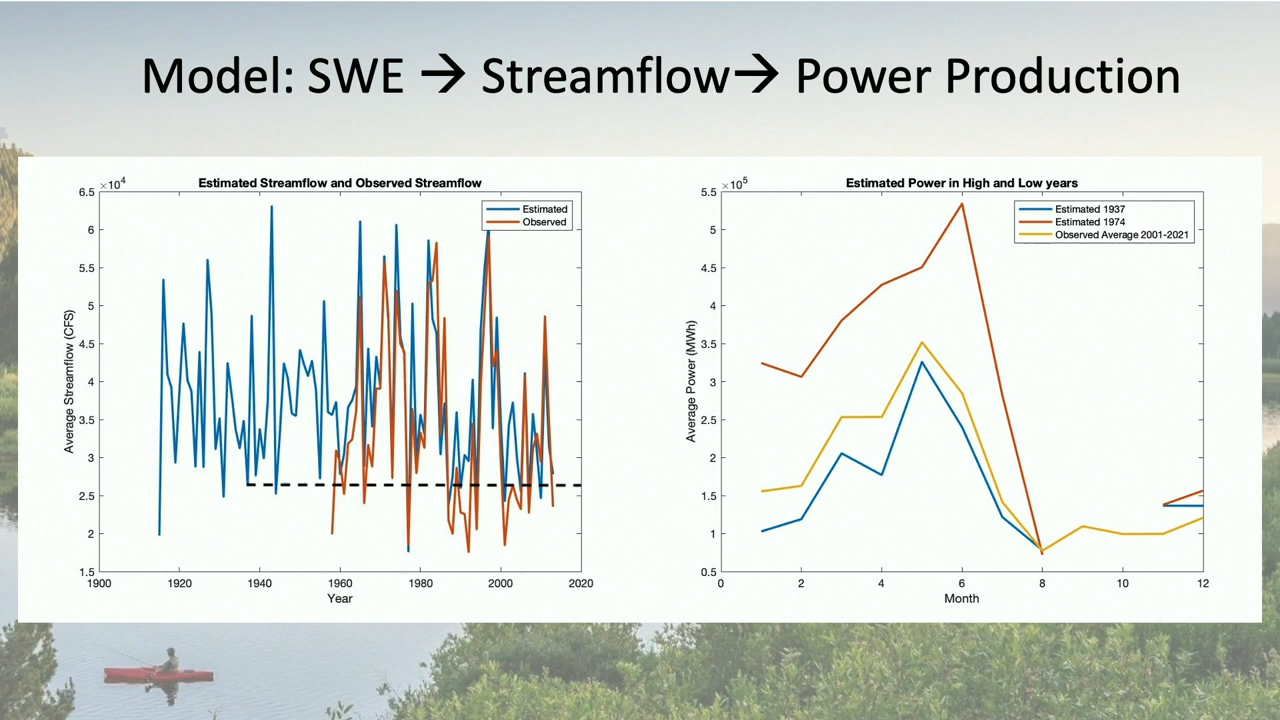 Model: SWE → Streamflow→ Power Production
Estimated Streamflow and Observed Streamflow
×10⁴
6.5
6
5.5
5
4.5
4
3.5
3
2.5
2
1.5
Average Streamflow (CFS)
Estimated
Observed
1900 1920 1940 1960 1980 2000 2020
Year
Estimated Power in High and Low years
×10⁵
5.5
5
4.5
4
3.5
3
2.5
2
1.5
1
0.5
Average Power (MWh)
Estimated 1937
Estimated 1974
Observed Average 2001-2021
0 2 4 6 8 10 12
Month